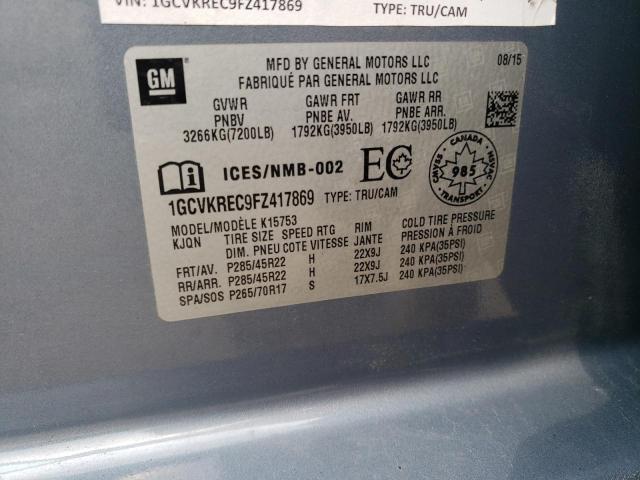 VIN: 1GCVKREC9FZ417869 TYPE: TRU/CAM
GM
MFD BY GENERAL MOTORS LLC 08/15
FABRIQUÉ PAR GENERAL MOTORS LLC
GVWR GAWR FRT GAWR RR
PNBV PNBE AV. PNBE ARR.
3266KG(7200LB) 1792KG(3950LB) 1792KG(3950LB)
ICES/NMB-002 EC
CMVSS CANADA NSVAC
985
TRANSPORT
1GCVKREC9FZ417869 TYPE: TRU/CAM
MODEL/MODÈLE K15753
KJQN TIRE SIZE SPEED RTG RIM COLD TIRE PRESSURE
DIM. PNEU COTE VITESSE JANTE PRESSION À FROID
FRT/AV. P285/45R22 H 22X9J 240 KPA(35PSI)
RR/ARR. P285/45R22 H 22X9J 240 KPA(35PSI)
SPA/SOS P265/70R17 S 17X7.5J 240 KPA(35PSI)